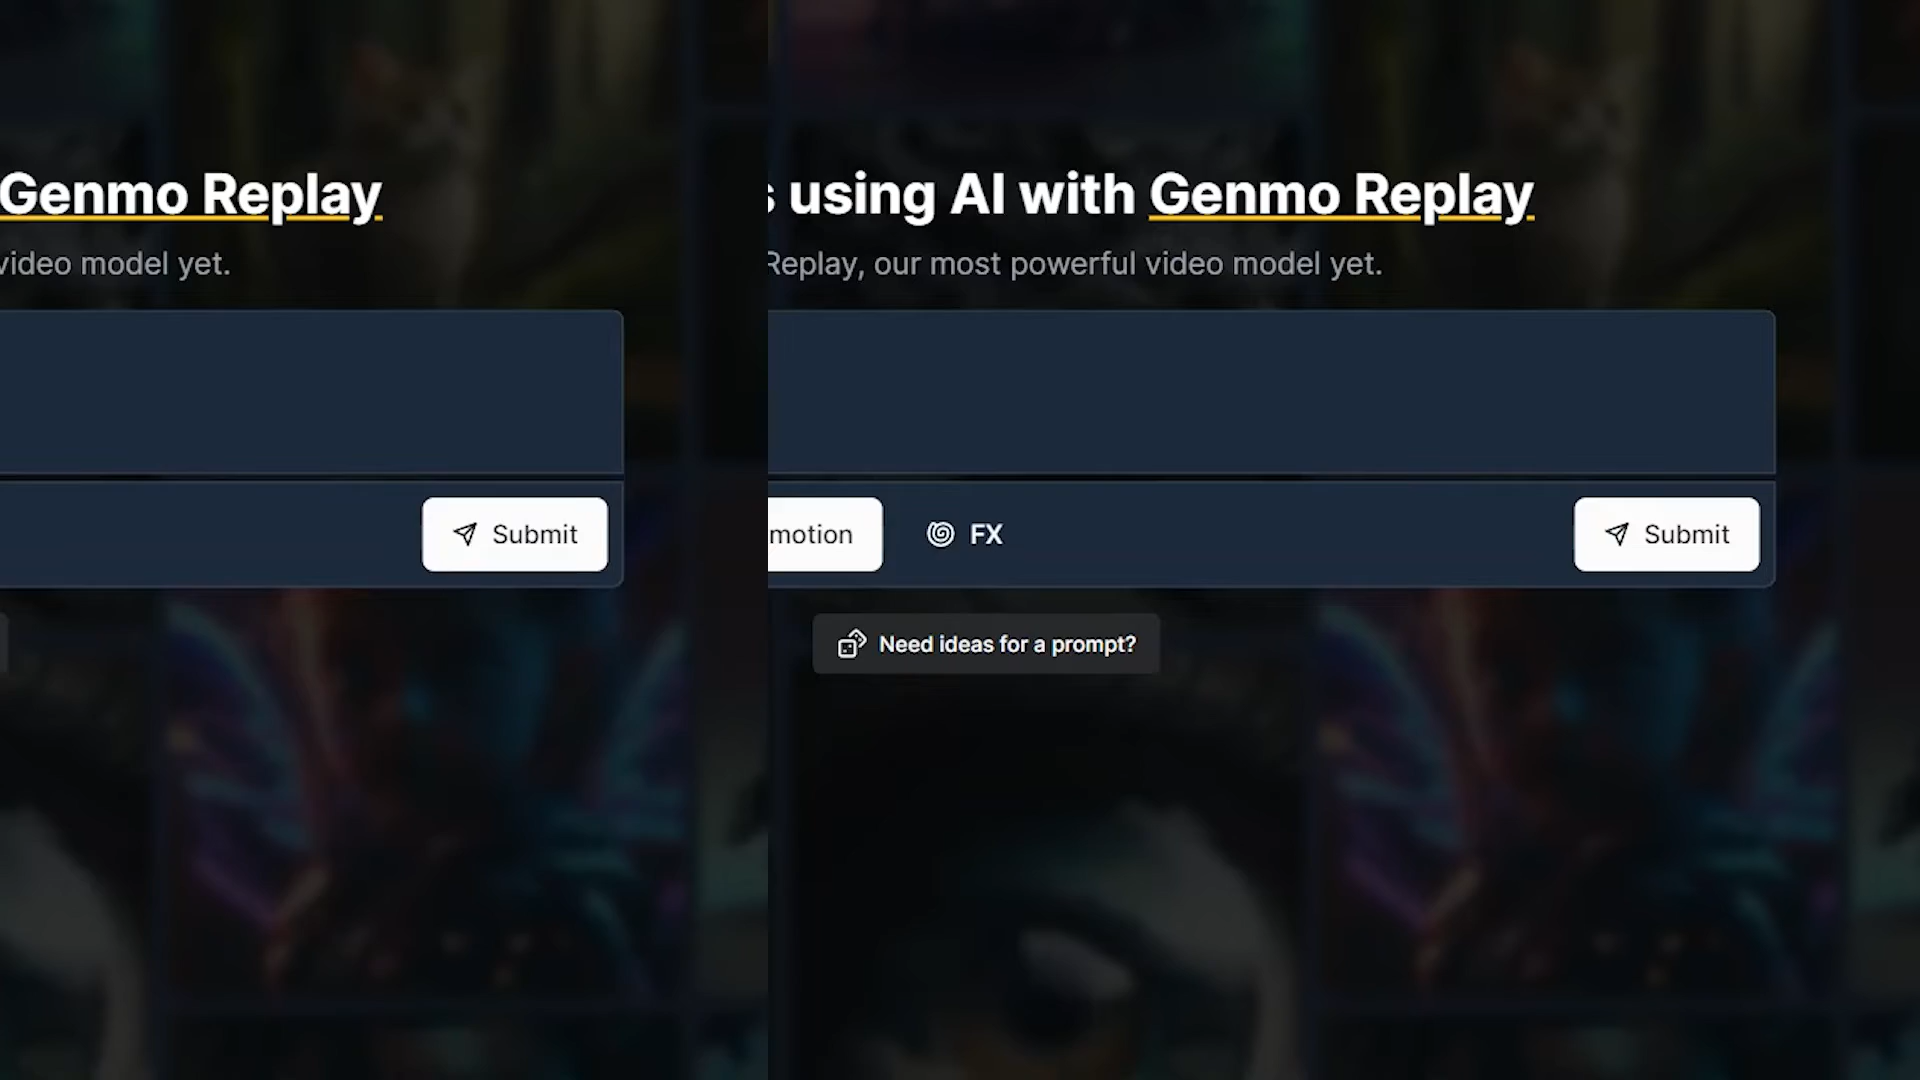 Genmo Replay
video model yet.
Submit
using AI with Genmo Replay
Replay, our most powerful video model yet.
motion
FX
Submit
Need ideas for a prompt?